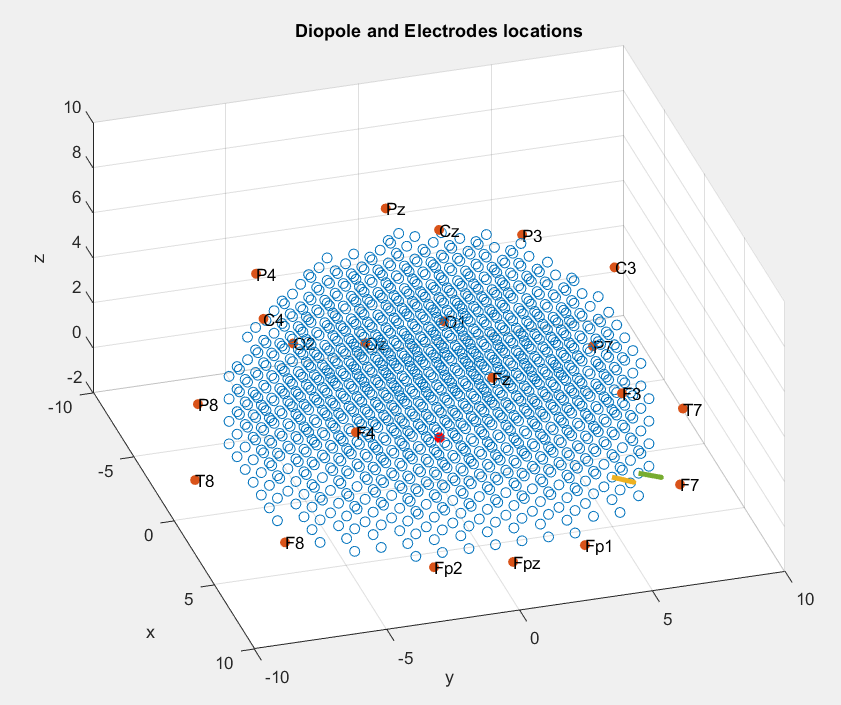 Diopole and Electrodes locations
10
8
6
4
2
0
-2
z
-10
-5
0
5
10
x
-10
-5
0
5
10
y
Pz
Cz
P3
P4
C3
C4
O1
O2
Oz
P7
Fz
F3
T7
P8
F4
T8
F7
F8
Fp1
Fpz
Fp2